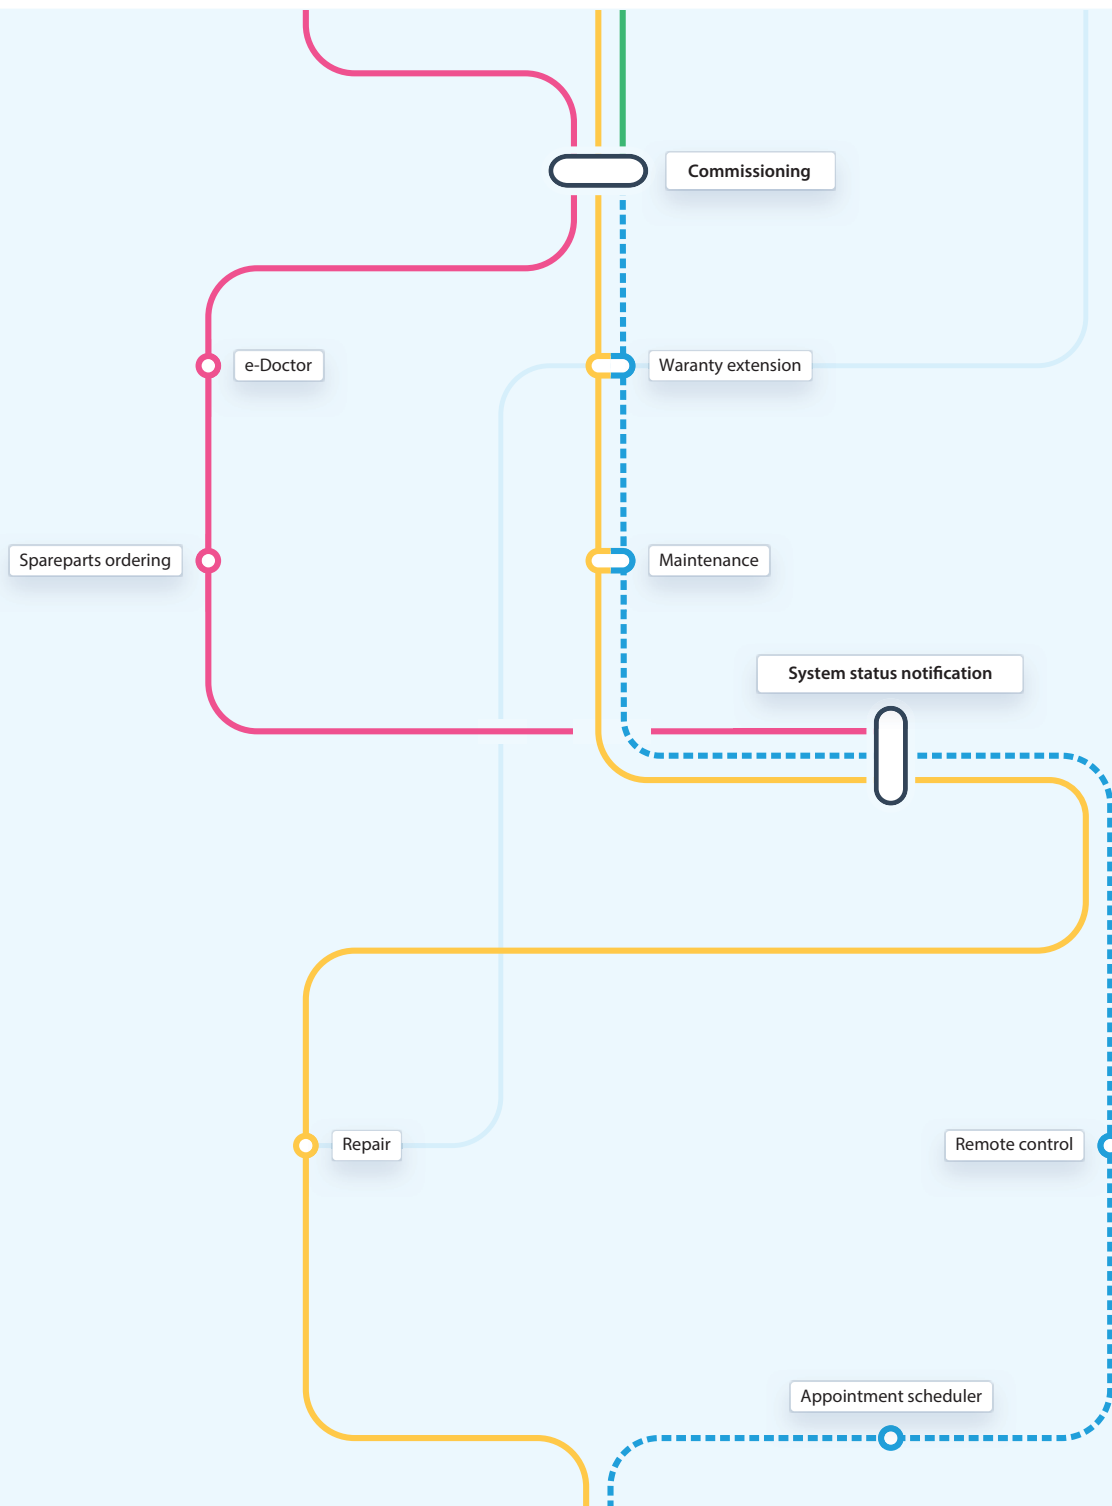 Commissioning
e-Doctor
Waranty extension
Spareparts ordering
Maintenance
System status notification
Repair
Remote control
Appointment scheduler